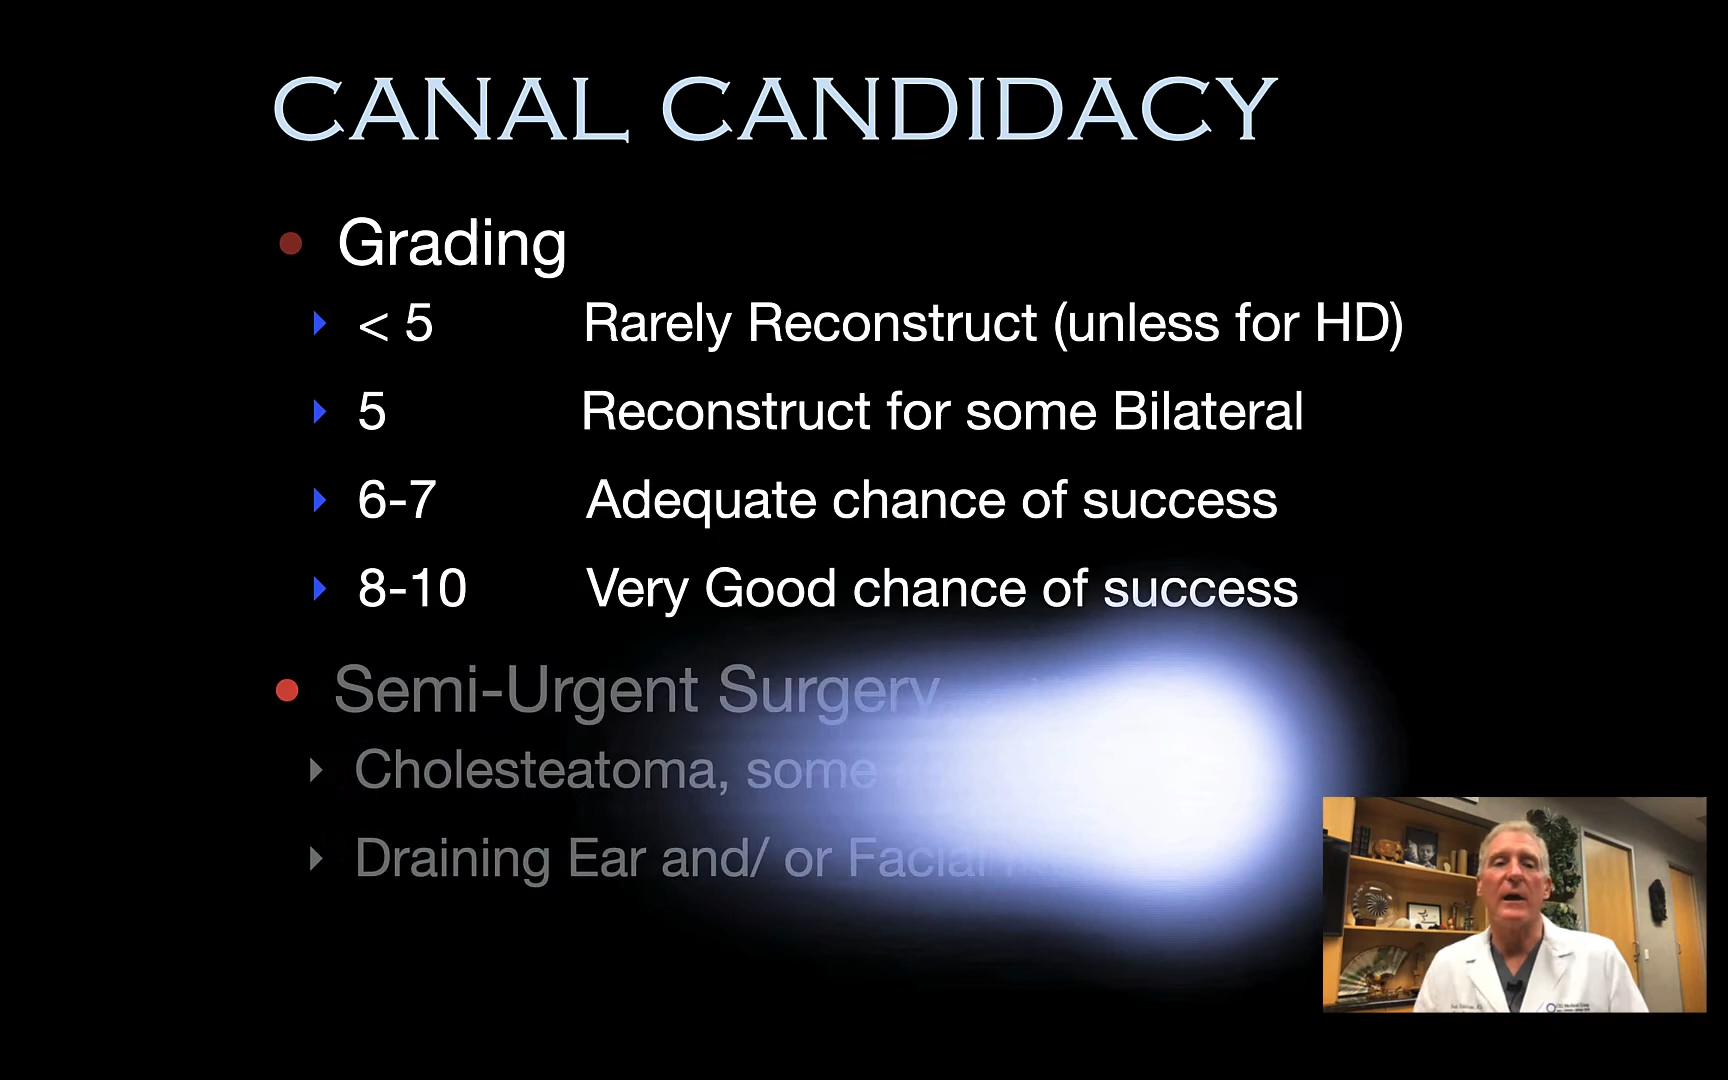 CANAL CANDIDACY
Grading
< 5 Rarely Reconstruct (unless for HD)
5 Reconstruct for some Bilateral
6-7 Adequate chance of success
8-10 Very Good chance of success
Semi-Urgent Surgery
Cholesteatoma, some
Draining Ear and/ or Facial